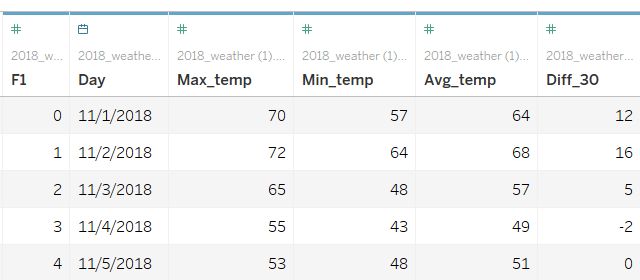 # # # # #
2018_w... 2018_weathe... 2018_weather (1).... 2018_weather (1)... 2018_weather (1)... 2018_weather...
F1 Day Max_temp Min_temp Avg_temp Diff_30
0 11/1/2018 70 57 64 12
1 11/2/2018 72 64 68 16
2 11/3/2018 65 48 57 5
3 11/4/2018 55 43 49 -2
4 11/5/2018 53 48 51 0